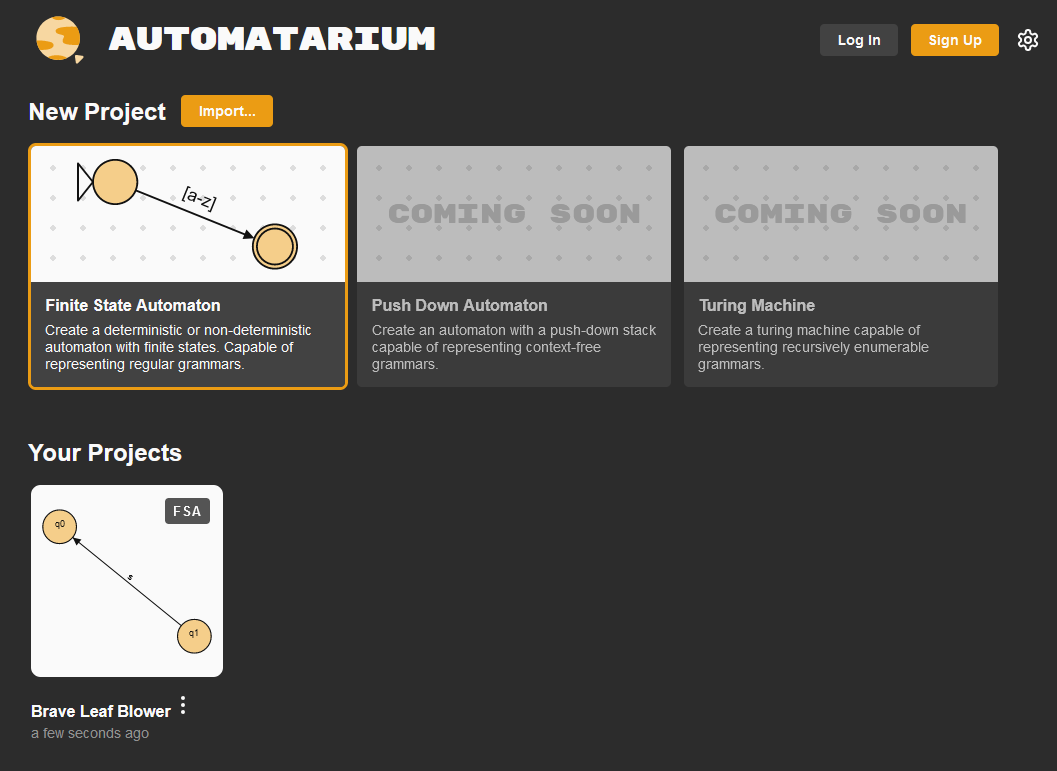 AUTOMATARIUM
Log In
Sign Up
New Project
Import...
[a-z]
COMING SOON
COMING SOON
Finite State Automaton
Create a deterministic or non-deterministic
automaton with finite states. Capable of
representing regular grammars.
Push Down Automaton
Create an automaton with a push-down stack
capable of representing context-free
grammars.
Turing Machine
Create a turing machine capable of
representing recursively enumerable
grammars.
Your Projects
FSA
q0
s
q1
Brave Leaf Blower
a few seconds ago